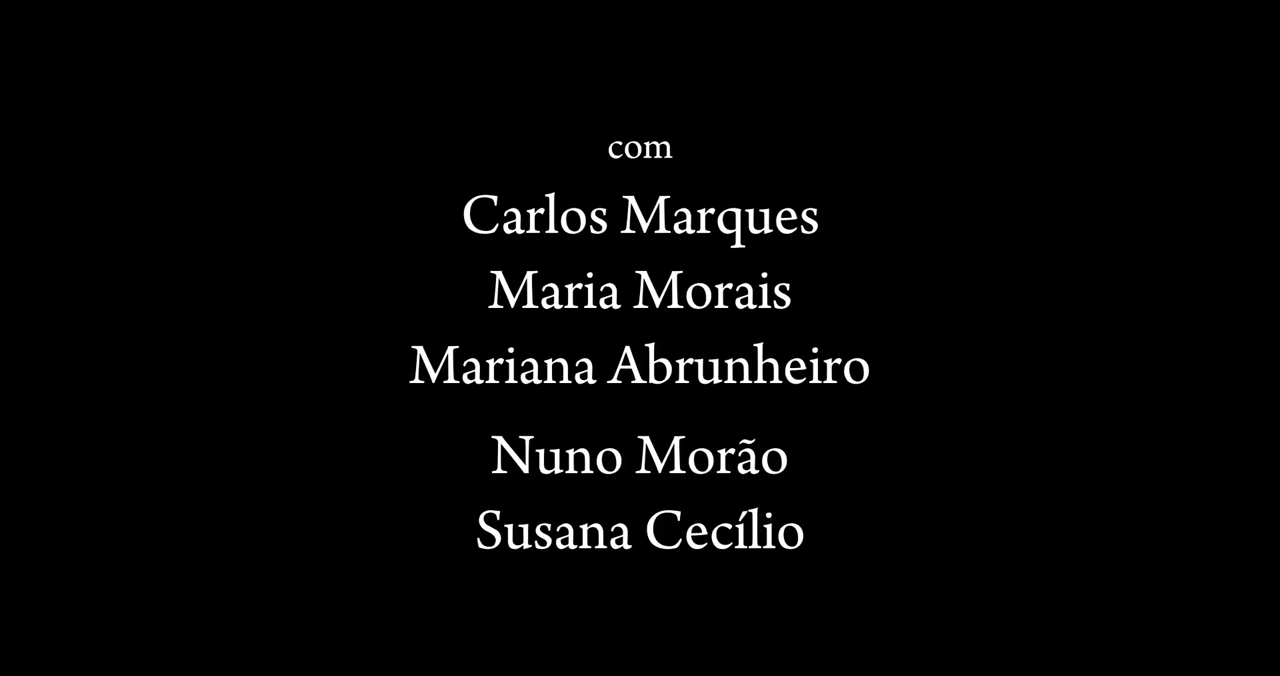 com
Carlos Marques
Maria Morais
Mariana Abrunheiro
Nuno Morão
Susana Cecílio